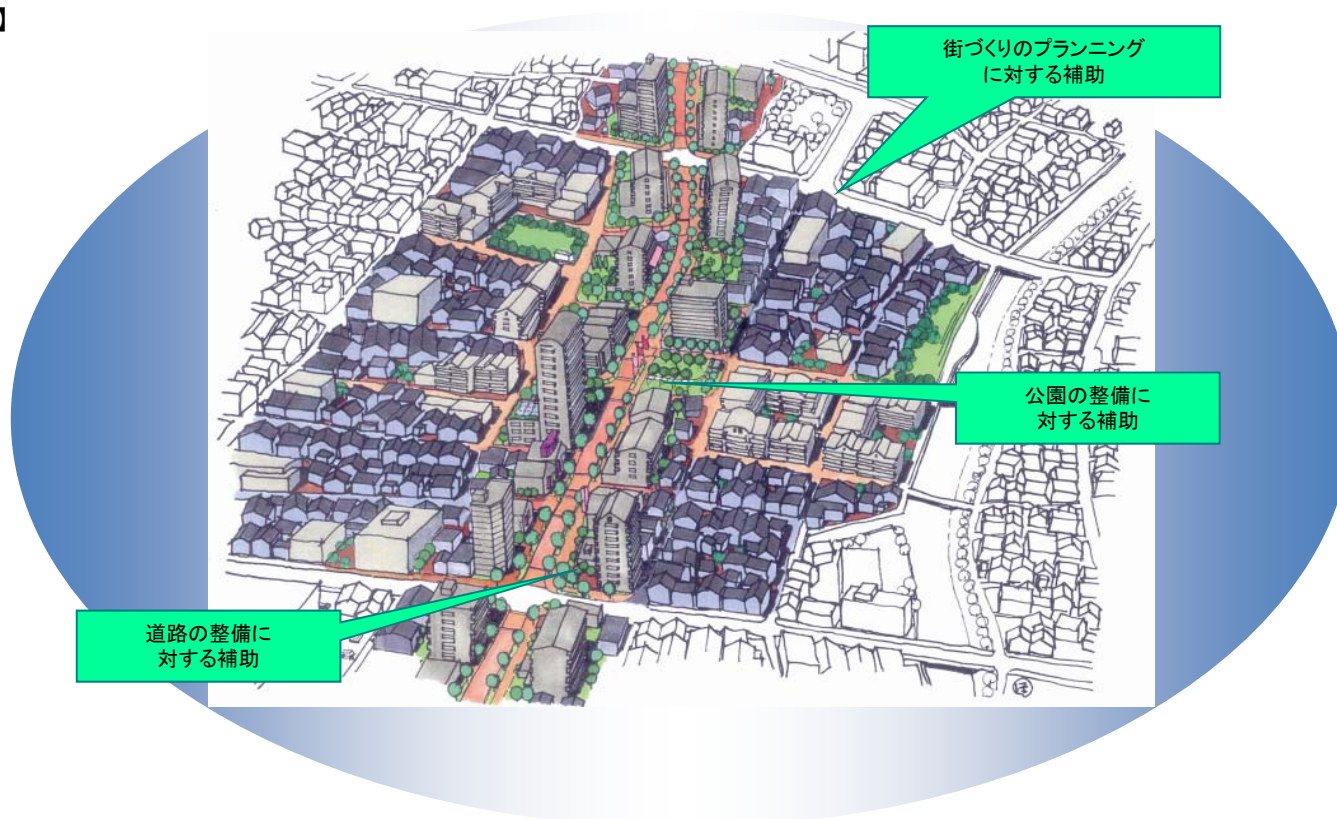 】
街づくりのプランニング
に対する補助
公園の整備に
対する補助
道路の整備に
対する補助